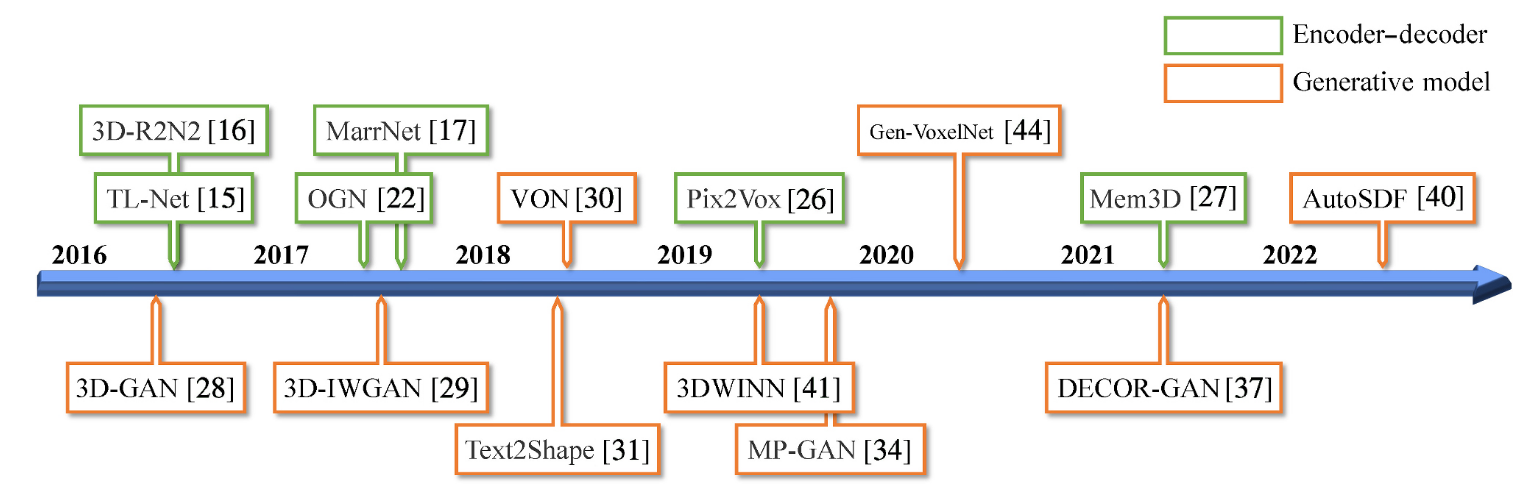 Encoder–decoder
Generative model
3D-R2N2 [16]
MarrNet [17]
Gen-VoxelNet [44]
TL-Net [15]
OGN [22]
VON [30]
Pix2Vox [26]
Mem3D [27]
AutoSDF [40]
2016 2017 2018 2019 2020 2021 2022
3D-GAN [28]
3D-IWGAN [29]
3DWINN [41]
DECOR-GAN [37]
Text2Shape [31]
MP-GAN [34]